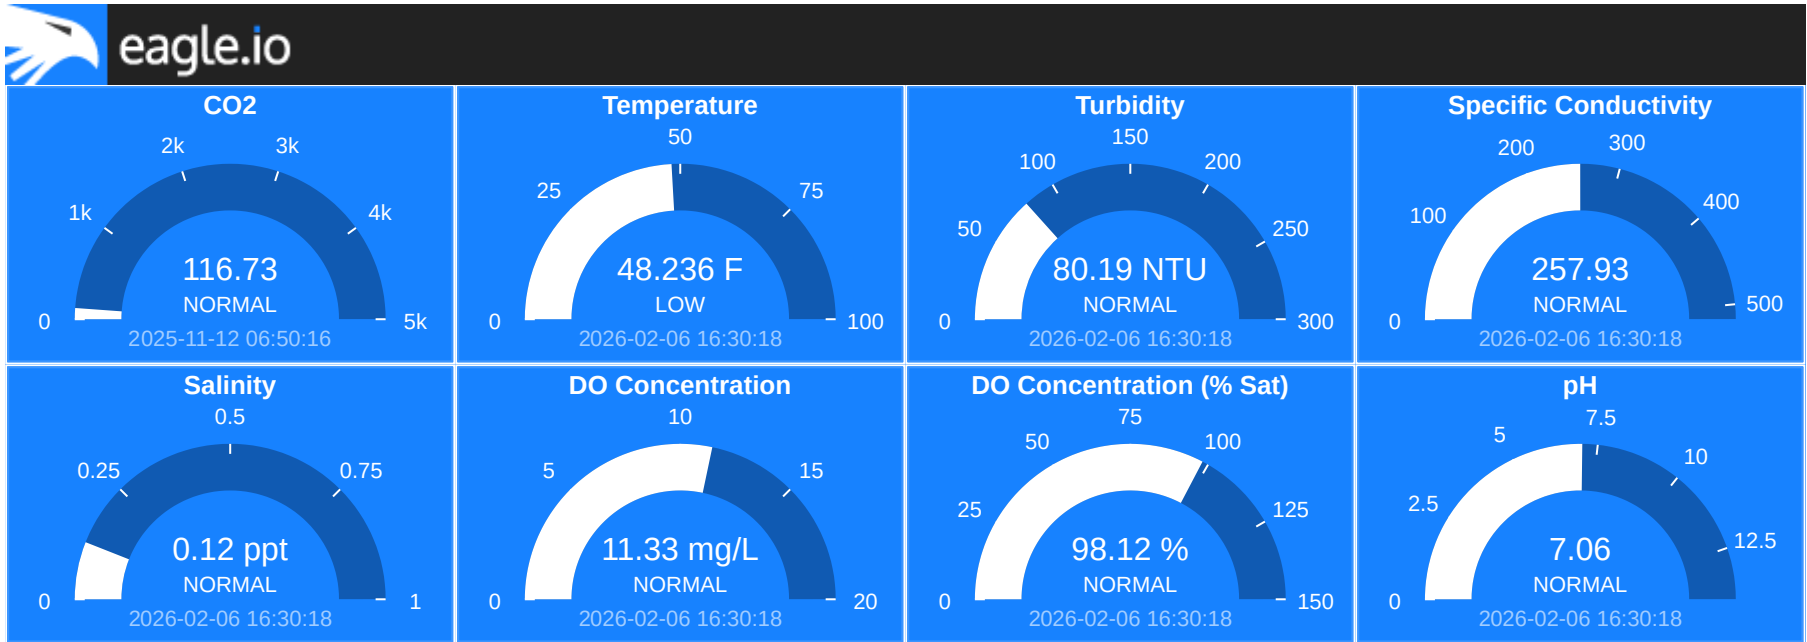 eagle.io
CO2
0
1k
2k
3k
4k
5k
116.73
NORMAL
2025-11-12 06:50:16
Temperature
0
25
50
75
100
48.236 F
LOW
2026-02-06 16:30:18
Turbidity
0
50
100
150
200
250
300
80.19 NTU
NORMAL
2026-02-06 16:30:18
Specific Conductivity
0
100
200
300
400
500
257.93
NORMAL
2026-02-06 16:30:18
Salinity
0
0.25
0.5
0.75
1
0.12 ppt
NORMAL
2026-02-06 16:30:18
DO Concentration
0
5
10
15
20
11.33 mg/L
NORMAL
2026-02-06 16:30:18
DO Concentration (% Sat)
0
25
50
75
100
125
150
98.12 %
NORMAL
2026-02-06 16:30:18
pH
0
2.5
5
7.5
10
12.5
7.06
NORMAL
2026-02-06 16:30:18